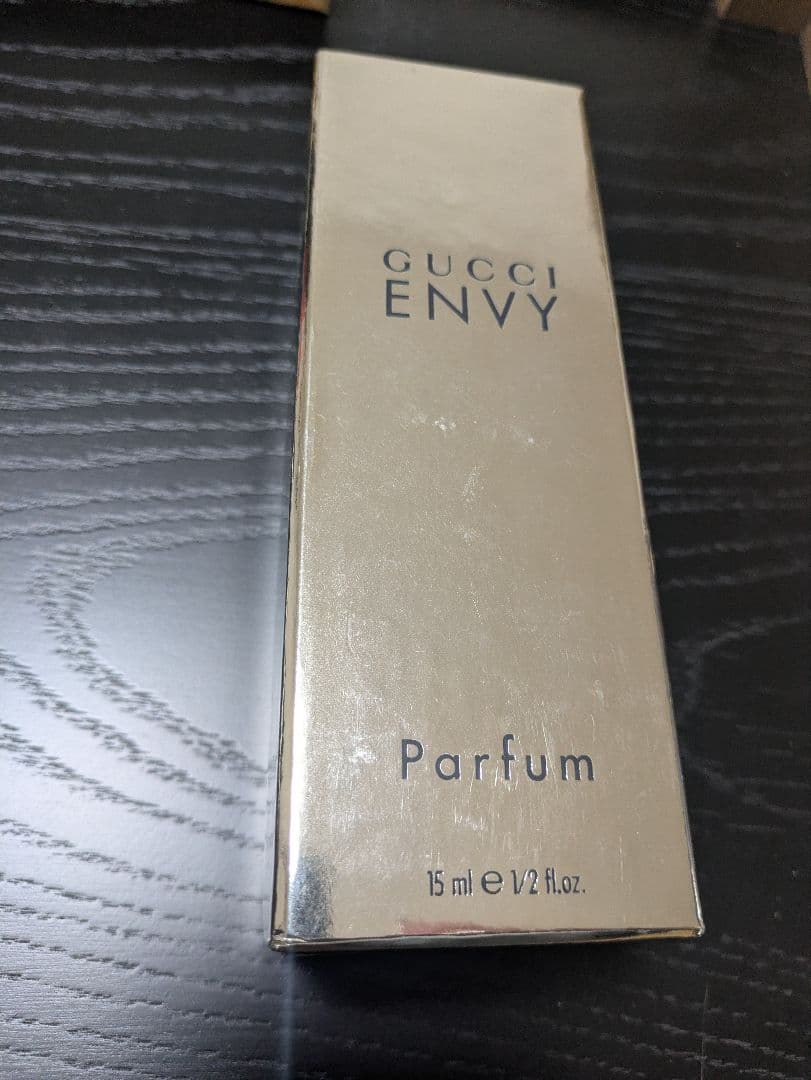 GUCCI
ENVY
Parfum
15 ml e 1/2 fl.oz.